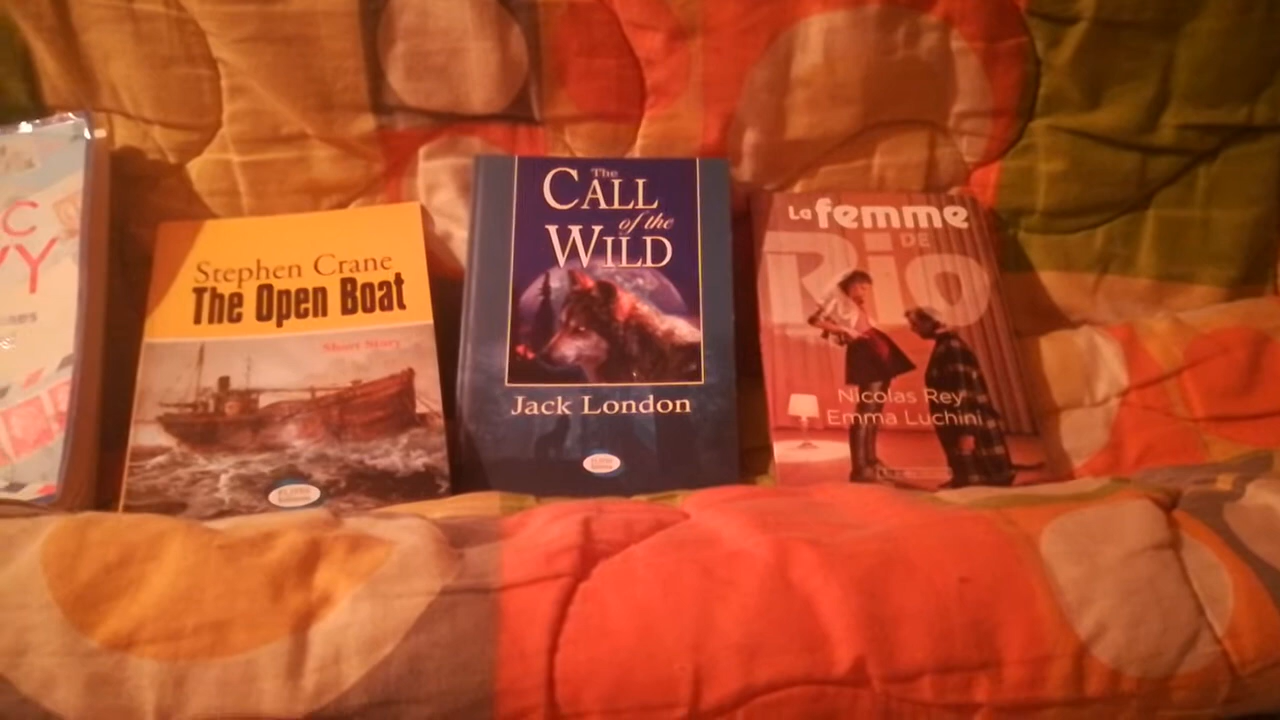 C
VY
Stephen Crane
The Open Boat
Short Story
The
CALL
of the
WILD
Jack London
La femme
DE
Rio
Nicolas Rey
Emma Luchini